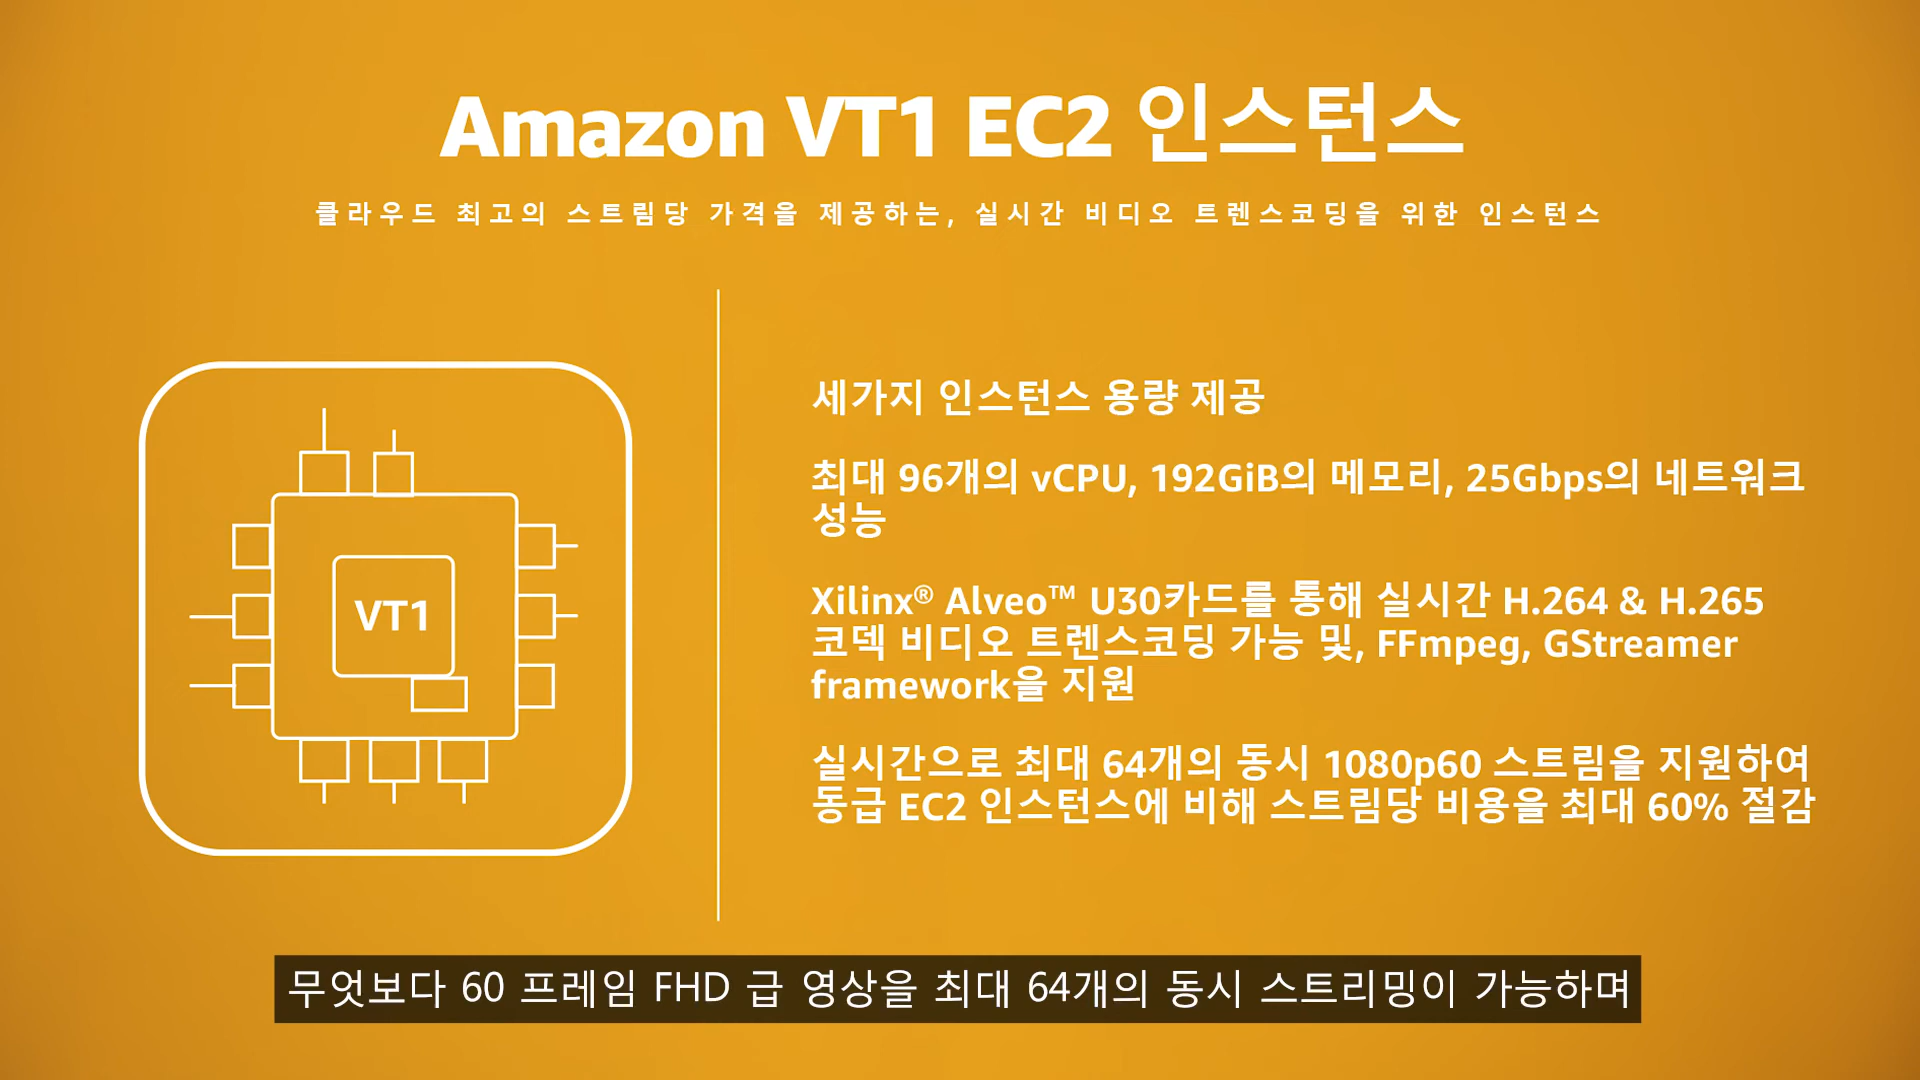 Amazon VT1 EC2 인스턴스
클라우드 최고의 스트림당 가격을 제공하는, 실시간 비디오 트렌스코딩을 위한 인스턴스
VT1
세가지 인스턴스 용량 제공
최대 96개의 vCPU, 192GiB의 메모리, 25Gbps의 네트워크
성능
Xilinx® Alveo™ U30카드를 통해 실시간 H.264 & H.265
코덱 비디오 트렌스코딩 가능 및, FFmpeg, GStreamer
framework을 지원
실시간으로 최대 64개의 동시 1080p60 스트림을 지원하여
동급 EC2 인스턴스에 비해 스트림당 비용을 최대 60% 절감
무엇보다 60 프레임 FHD 급 영상을 최대 64개의 동시 스트리밍이 가능하며